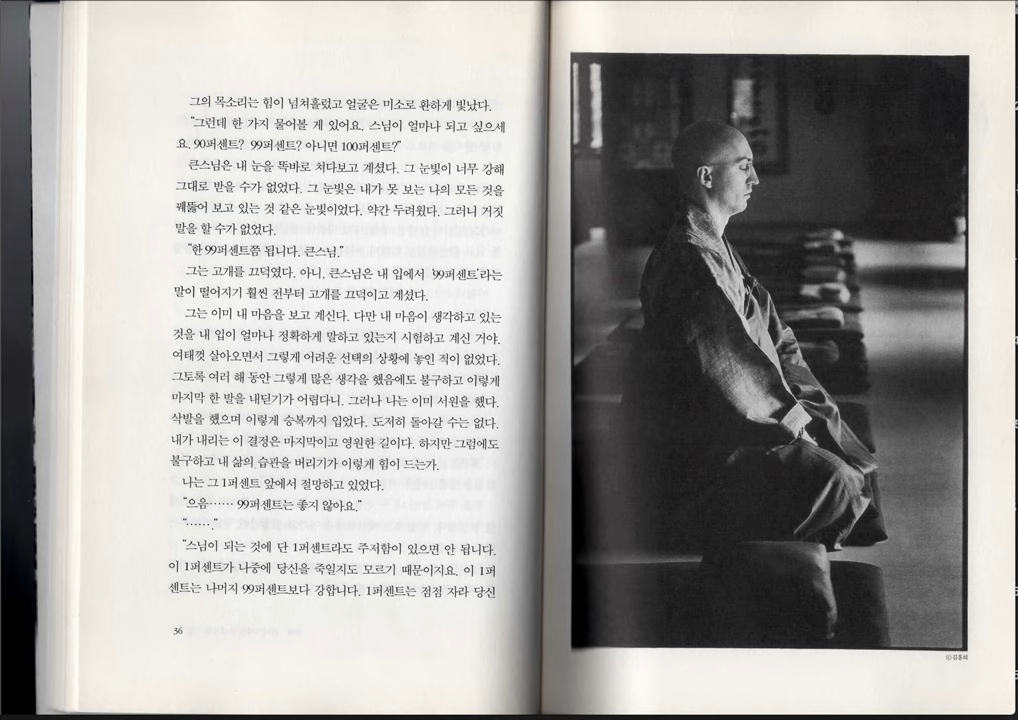 그의 목소리는 힘이 넘쳐흘렀고 얼굴은 미소로 환하게 빛났다.
“그런데 한 가지 물어볼 게 있어요. 스님이 얼마나 되고 싶으세
요. 90퍼센트? 99퍼센트? 아니면 100퍼센트?”
큰스님은 내 눈을 똑바로 쳐다보고 계셨다. 그 눈빛이 너무 강해
그대로 받을 수가 없었다. 그 눈빛은 내가 못 보는 나의 모든 것을
꿰뚫어 보고 있는 것 같은 눈빛이었다. 약간 두려웠다. 그러니 거짓
말을 할 수가 없었다.
“한 99퍼센트쯤 됩니다. 큰스님.”
그는 고개를 끄덕였다. 아니, 큰스님은 내 입에서 ‘99퍼센트’라는
말이 떨어지기 훨씬 전부터 고개를 끄덕이고 계셨다.
그는 이미 내 마음을 보고 계신다. 다만 내 마음이 생각하고 있는
것을 내 입이 얼마나 정확하게 말하고 있는지 시험하고 계신 거야.
여태껏 살아오면서 그렇게 어려운 선택의 상황에 놓인 적이 없었다.
그토록 여러 해 동안 그렇게 많은 생각을 했음에도 불구하고 이렇게
마지막 한 발을 내딛기가 어렵다니. 그러나 나는 이미 서원을 했다.
삭발을 했으며 이렇게 승복까지 입었다. 도저히 돌아갈 수는 없다.
내가 내리는 이 결정은 마지막이고 영원한 길이다. 하지만 그럼에도
불구하고 내 삶의 습관을 버리기가 이렇게 힘이 드는가.
나는 그 1퍼센트 앞에서 절망하고 있었다.
“으음…… 99퍼센트는 좋지 않아요.”
“…….”
“스님이 되는 것에 단 1퍼센트라도 주저함이 있으면 안 됩니다.
이 1퍼센트가 나중에 당신을 죽일지도 모르기 때문이지요. 이 1퍼
센트는 나머지 99퍼센트보다 강합니다. 1퍼센트는 점점 자라 당신
36
ⓒ김홍희